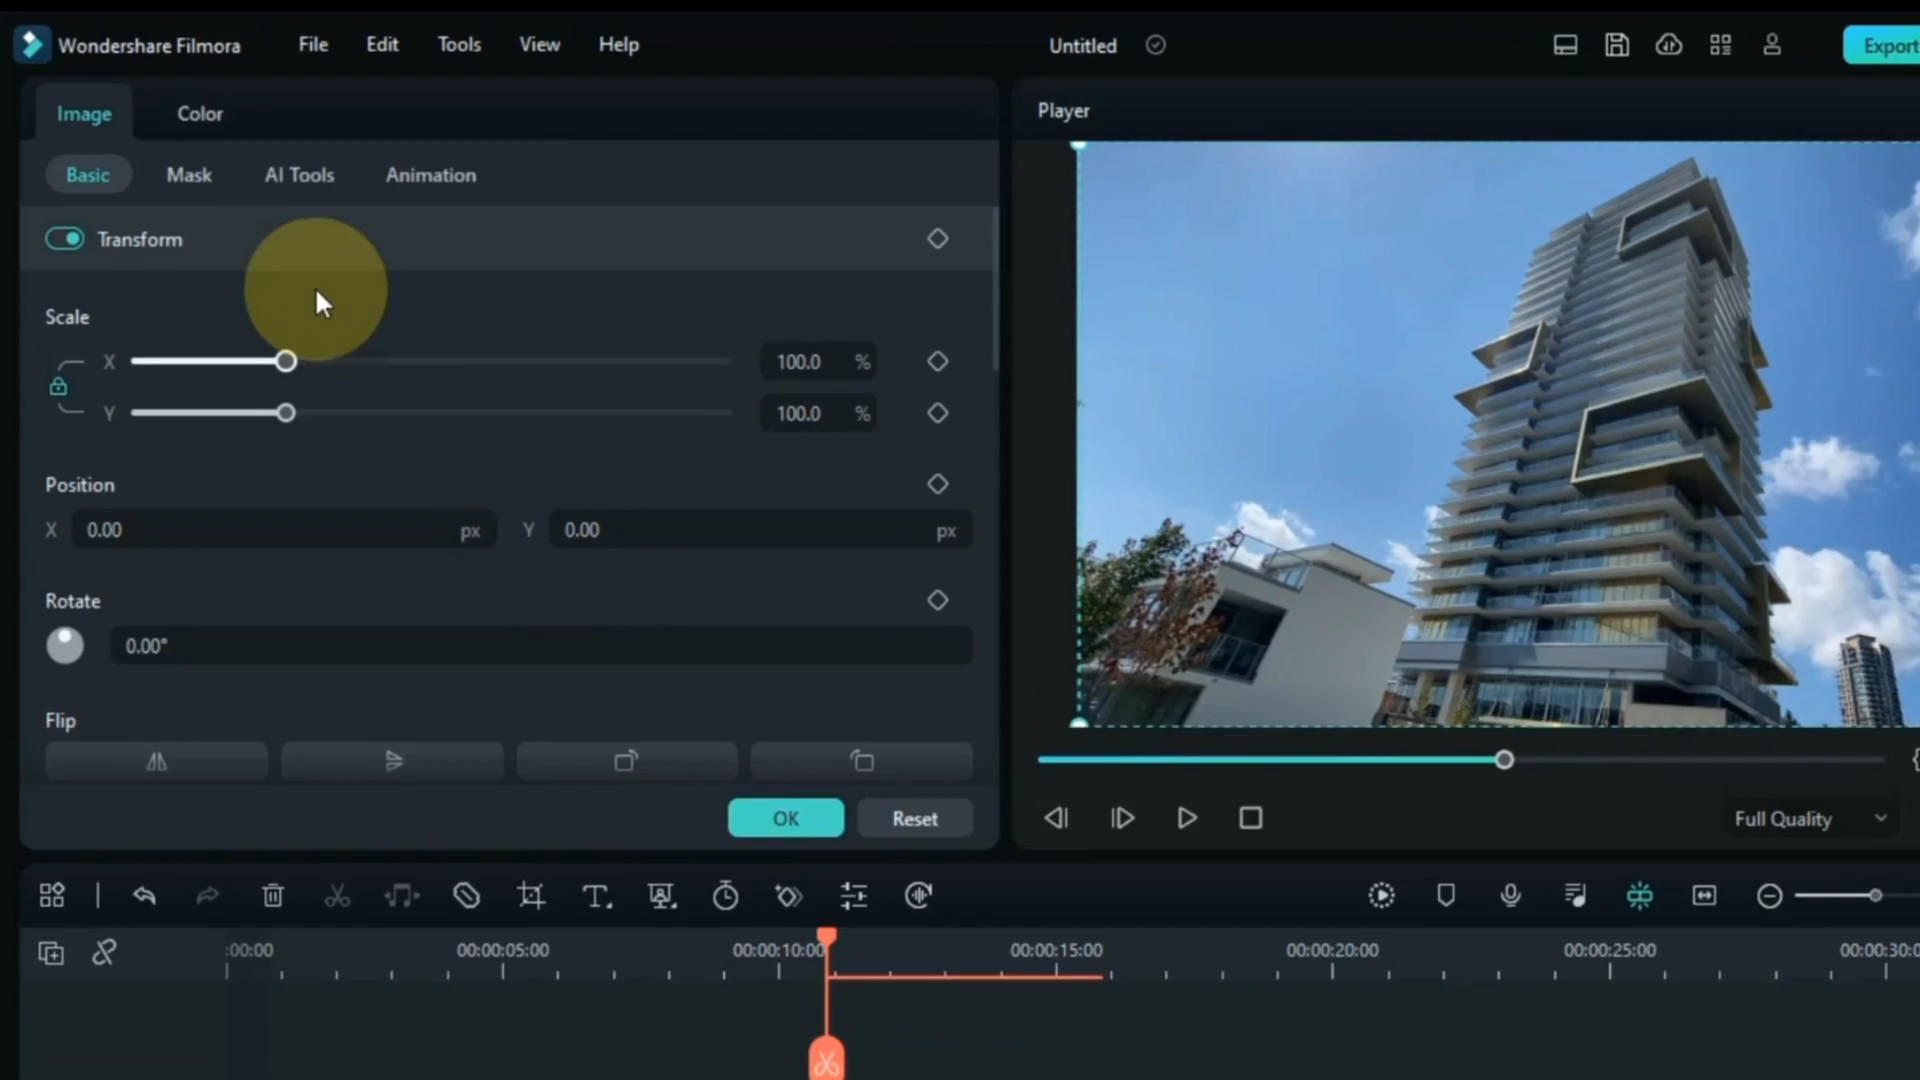 Wondershare Filmora File Edit Tools View Help Untitled Export
Image Color
Player
Basic Mask AI Tools Animation
Transform
Scale
X 100.0 %
Y 100.0 %
Position
X 0.00 px Y 0.00 px
Rotate
0.00°
Flip
OK Reset
Full Quality
:00:00 00:00:05:00 00:00:10:00 00:00:15:00 00:00:20:00 00:00:25:00 00:00:30:0